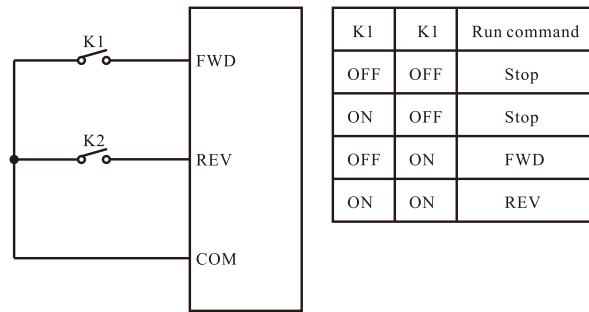 K1
FWD
K2
REV
COM
K1 K1 Run command
OFF OFF Stop
ON OFF Stop
OFF ON FWD
ON ON REV